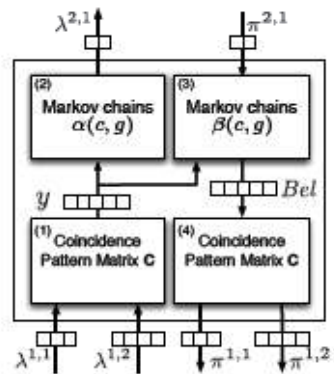 λ^{2,1} π^{2,1}
(2) Markov chains α(c, g)
(3) Markov chains β(c, g)
y
Bel
(1) Coincidence Pattern Matrix C
(4) Coincidence Pattern Matrix C
λ^{1,1} λ^{1,2} π^{1,1} π^{1,2}